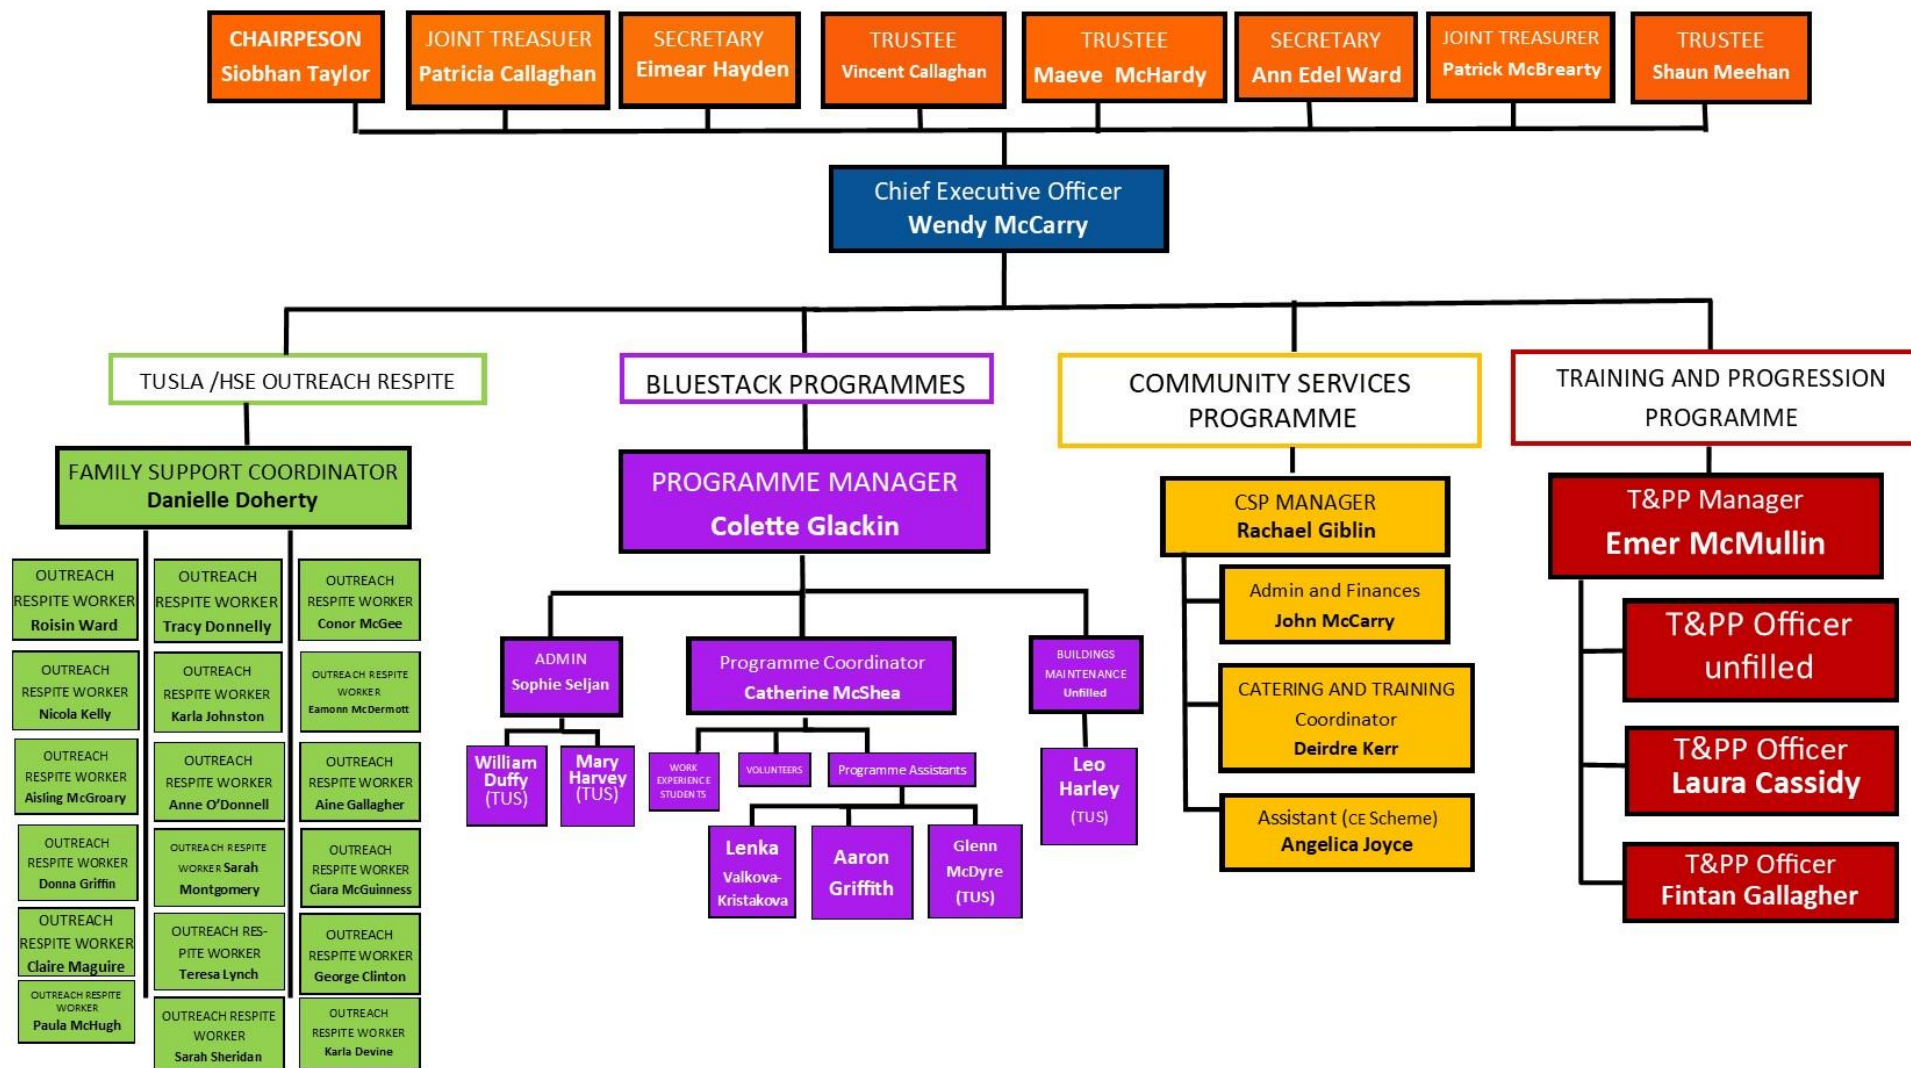 CHAIRPESON
Siobhan Taylor
JOINT TREASUER
Patricia Callaghan
SECRETARY
Eimear Hayden
TRUSTEE
Vincent Callaghan
TRUSTEE
Maeve McHardy
SECRETARY
Ann Edel Ward
JOINT TREASURER
Patrick McBrearty
TRUSTEE
Shaun Meehan
Chief Executive Officer
Wendy McCarry
TUSLA /HSE OUTREACH RESPITE
BLUESTACK PROGRAMMES
COMMUNITY SERVICES
PROGRAMME
TRAINING AND PROGRESSION
PROGRAMME
FAMILY SUPPORT COORDINATOR
Danielle Doherty
OUTREACH
RESPITE WORKER
Roisin Ward
OUTREACH
RESPITE WORKER
Tracy Donnelly
OUTREACH
RESPITE WORKER
Conor McGee
OUTREACH
RESPITE WORKER
Nicola Kelly
OUTREACH
RESPITE WORKER
Karla Johnston
OUTREACH RESPITE
WORKER
Eamonn McDermott
OUTREACH
RESPITE WORKER
Aisling McGroary
OUTREACH
RESPITE WORKER
Anne O’Donnell
OUTREACH
RESPITE WORKER
Aine Gallagher
OUTREACH
RESPITE WORKER
Donna Griffin
OUTREACH RESPITE
WORKER Sarah
Montgomery
OUTREACH
RESPITE WORKER
Ciara McGuinness
OUTREACH
RESPITE WORKER
Claire Maguire
OUTREACH RES-
PITE WORKER
Teresa Lynch
OUTREACH
RESPITE WORKER
George Clinton
OUTREACH RESPITE
WORKER
Paula McHugh
OUTREACH RESPITE
WORKER
Sarah Sheridan
OUTREACH
RESPITE WORKER
Karla Devine
PROGRAMME MANAGER
Colette Glackin
ADMIN
Sophie Seljan
Programme Coordinator
Catherine McShea
BUILDINGS
MAINTENANCE
Unfilled
William
Duffy
(TUS)
Mary
Harvey
(TUS)
WORK
EXPERIENCE
STUDENTS
VOLUNTEERS
Programme Assistants
Leo
Harley
(TUS)
Lenka
Valkova-
Kristakova
Aaron
Griffith
Glenn
McDyre
(TUS)
CSP MANAGER
Rachael Giblin
Admin and Finances
John McCarry
CATERING AND TRAINING
Coordinator
Deirdre Kerr
Assistant (CE Scheme)
Angelica Joyce
T&PP Manager
Emer McMullin
T&PP Officer
unfilled
T&PP Officer
Laura Cassidy
T&PP Officer
Fintan Gallagher